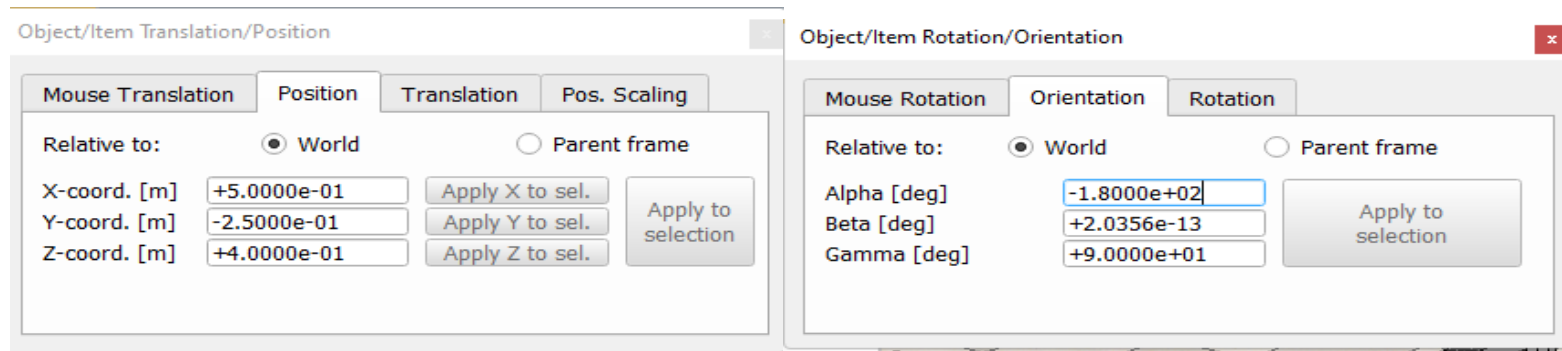 Object/Item Translation/Position
x
Mouse Translation Position Translation Pos. Scaling
Relative to: World Parent frame
X-coord. [m] +5.0000e-01 Apply X to sel.
Y-coord. [m] -2.5000e-01 Apply Y to sel.
Z-coord. [m] +4.0000e-01 Apply Z to sel.
Apply to
selection
Object/Item Rotation/Orientation
x
Mouse Rotation Orientation Rotation
Relative to: World Parent frame
Alpha [deg] -1.8000e+02
Beta [deg] +2.0356e-13
Gamma [deg] +9.0000e+01
Apply to
selection